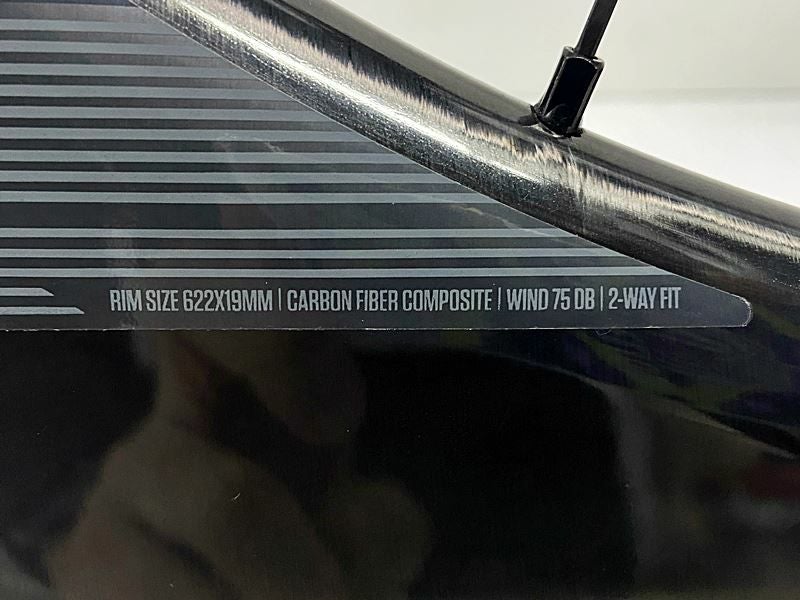 RIM SIZE 622X19MM | CARBON FIBER COMPOSITE | WIND 75 DB | 2-WAY FIT